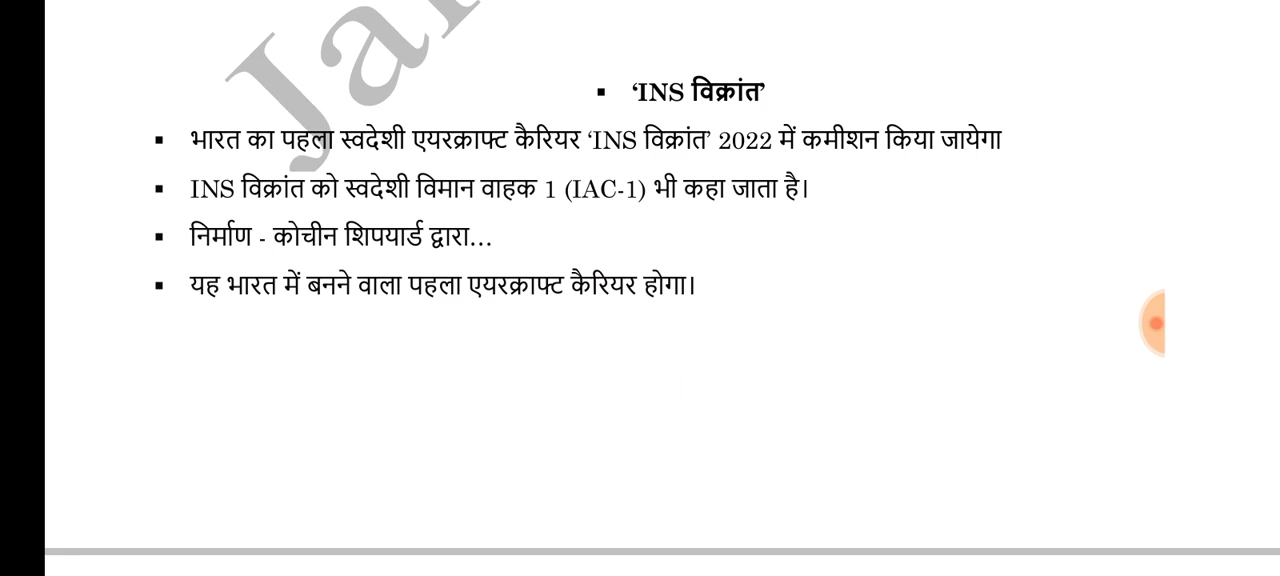 ▪ ‘INS विक्रांत’
▪ भारत का पहला स्वदेशी एयरक्राफ्ट कैरियर ‘INS विक्रांत’ 2022 में कमीशन किया जायेगा
▪ INS विक्रांत को स्वदेशी विमान वाहक 1 (IAC-1) भी कहा जाता है।
▪ निर्माण - कोचीन शिपयार्ड द्वारा…
▪ यह भारत में बनने वाला पहला एयरक्राफ्ट कैरियर होगा।